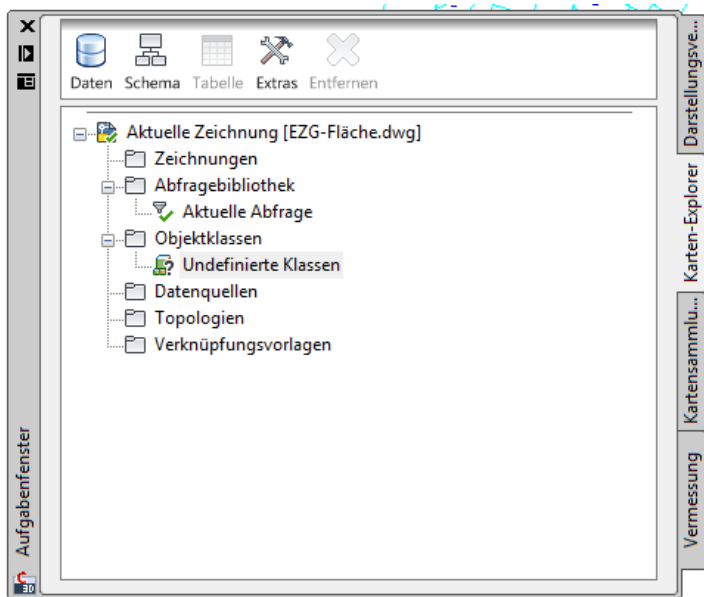 Daten Schema Tabelle Extras Entfernen
Aktuelle Zeichnung [EZG-Fläche.dwg]
Zeichnungen
Abfragebibliothek
Aktuelle Abfrage
Objektklassen
Undefinierte Klassen
Datenquellen
Topologien
Verknüpfungsvorlagen
Darstellungsve...
Karten-Explorer
Kartensammlu...
Vermessung
Aufgabenfenster
3D